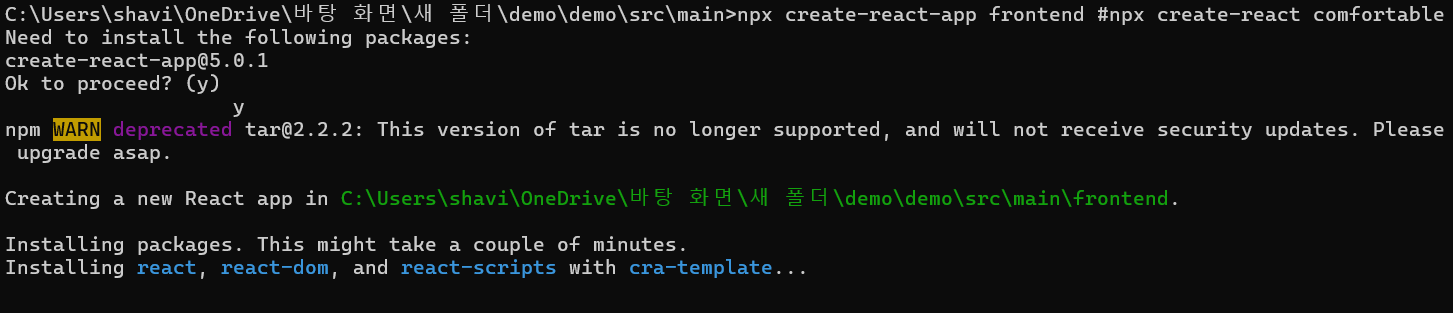 C:\Users\shavi\OneDrive\바탕 화면\새 폴더\demo\demo\src\main>npx create-react-app frontend #npx create-react comfortable
Need to install the following packages:
create-react-app@5.0.1
Ok to proceed? (y)
y
npm WARN deprecated tar@2.2.2: This version of tar is no longer supported, and will not receive security updates. Please
upgrade asap.
Creating a new React app in C:\Users\shavi\OneDrive\바탕 화면\새 폴더\demo\demo\src\main\frontend.
Installing packages. This might take a couple of minutes.
Installing react, react-dom, and react-scripts with cra-template...